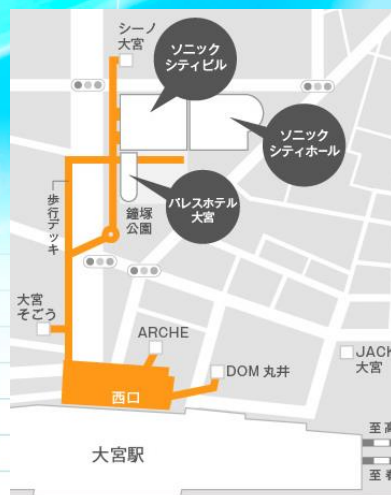 シーノ
大宮
ソニック
シティビル
ソニック
シティホール
パレスホテル
大宮
歩行デッキ
鐘塚
公園
大宮
そごう
ARCHE
DOM 丸井
JACK
大宮
西口
大宮駅
至
至